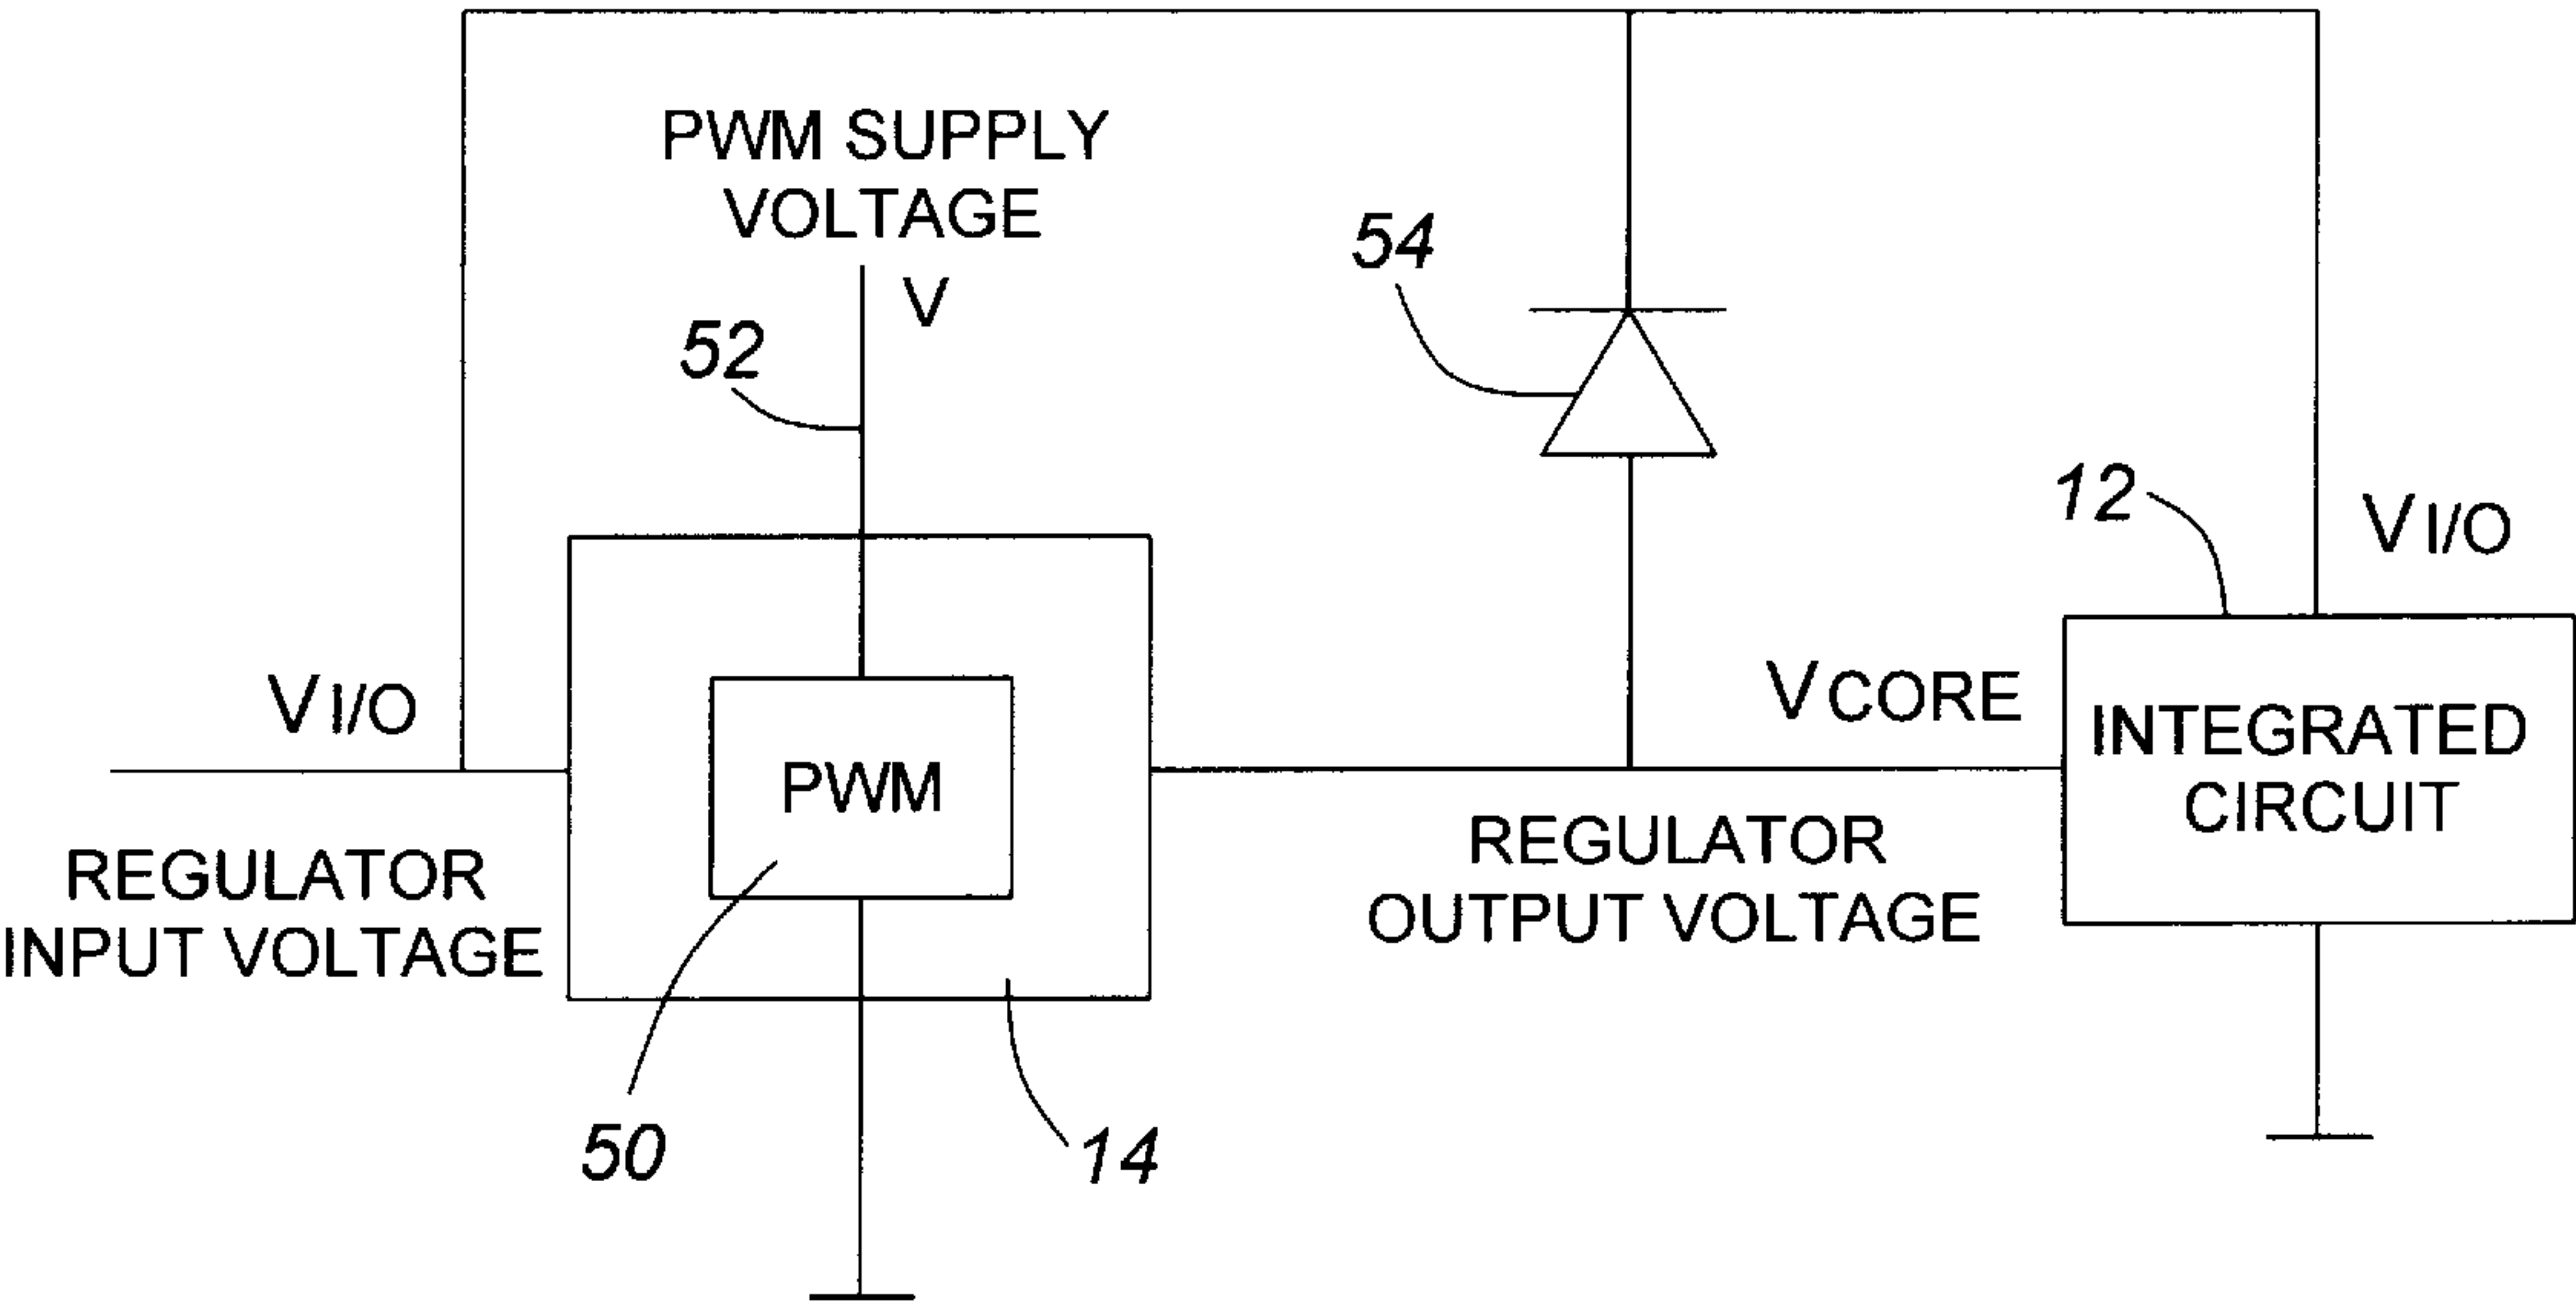 PWM SUPPLY
VOLTAGE
V
52
54
12
VI/O
VI/O
VCORE
PWM
INTEGRATED
CIRCUIT
REGULATOR
INPUT VOLTAGE
REGULATOR
OUTPUT VOLTAGE
50
14